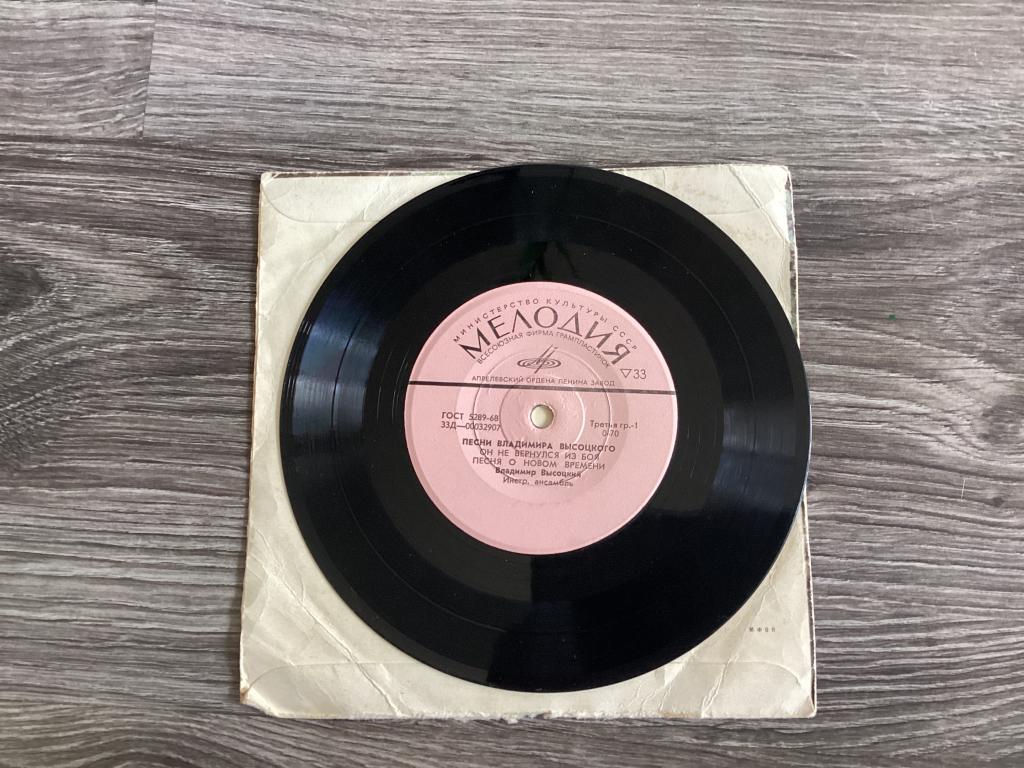 МИНИСТЕРСТВО КУЛЬТУРЫ СССР
МЕЛОДИЯ
ВСЕСОЮЗНАЯ ФИРМА ГРАМПЛАСТИНОК
▽33
АПРЕЛЕВСКИЙ ОРДЕНА ЛЕНИНА ЗАВОД
ГОСТ 5289-68
33Д—00032907
Третья гр.-1
0-70
ПЕСНИ ВЛАДИМИРА ВЫСОЦКОГО
ОН НЕ ВЕРНУЛСЯ ИЗ БОЯ
ПЕСНЯ О НОВОМ ВРЕМЕНИ
Владимир Высоцкий
Инстр. ансамбль